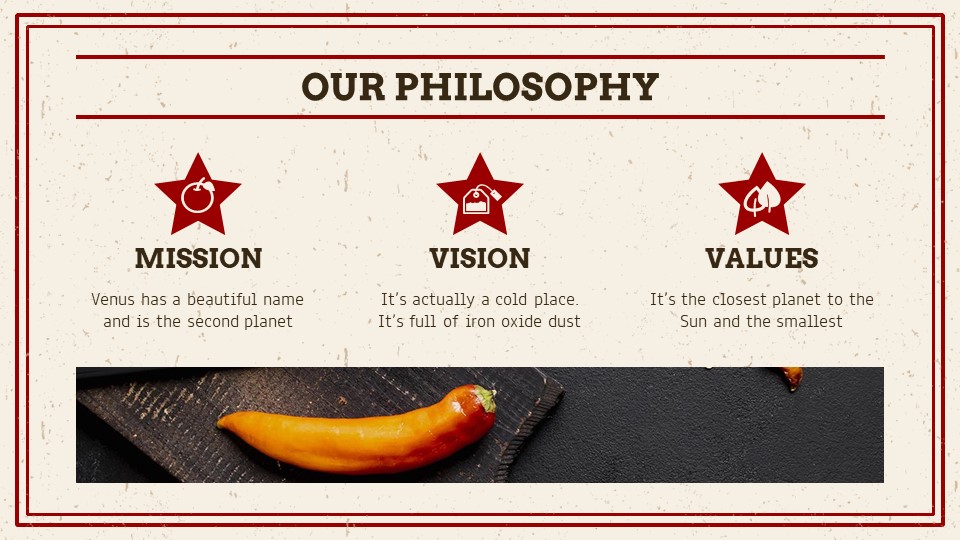 OUR PHILOSOPHY
MISSION
Venus has a beautiful name
and is the second planet
VISION
It's actually a cold place.
It's full of iron oxide dust
VALUES
It's the closest planet to the
Sun and the smallest